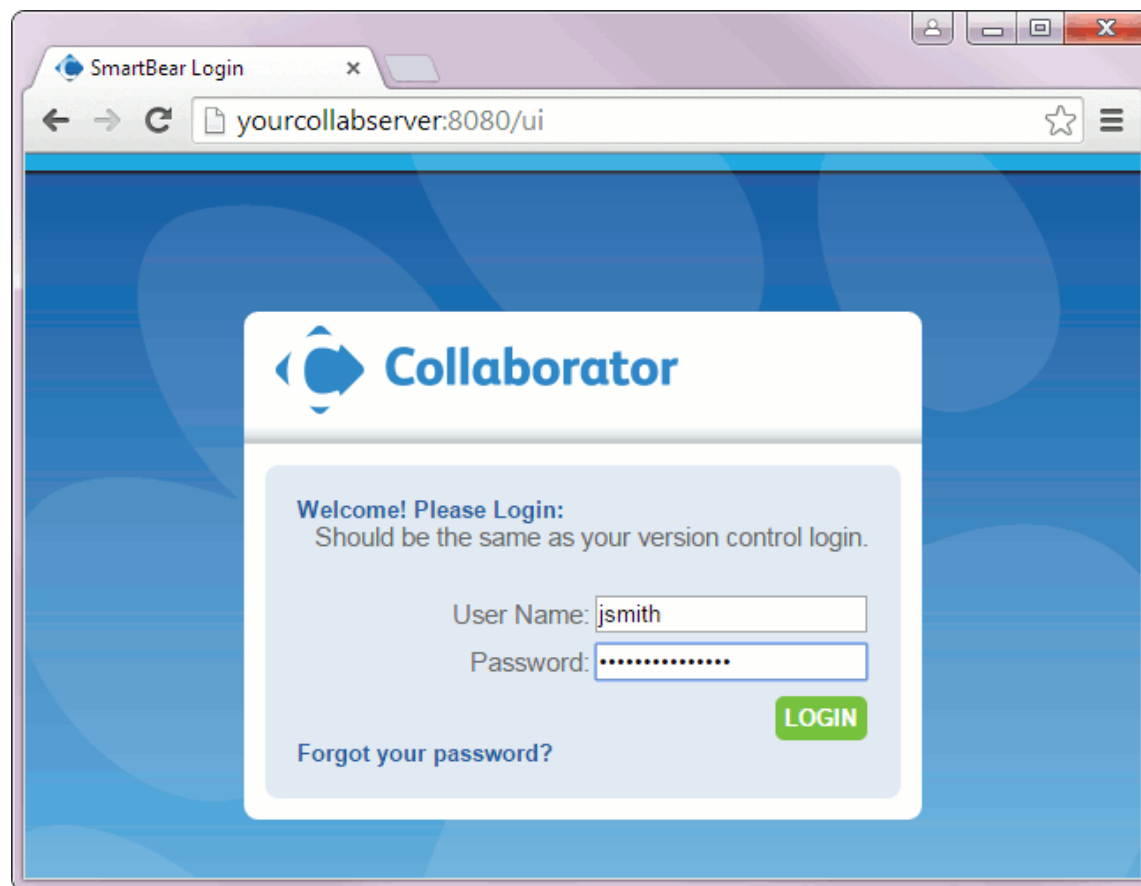 SmartBear Login
yourcollabserver:8080/ui
Collaborator
Welcome! Please Login:
Should be the same as your version control login.
User Name: jsmith
Password: •••••••••••••••
LOGIN
Forgot your password?